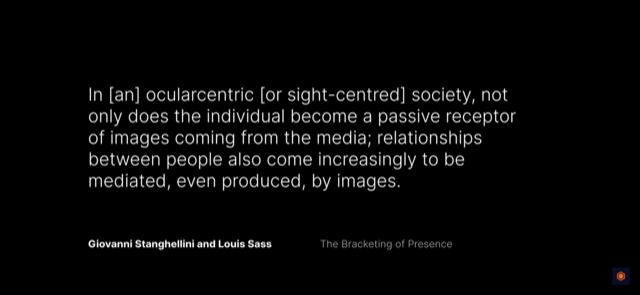 In [an] ocularcentric [or sight-centred] society, not
only does the individual become a passive receptor
of images coming from the media; relationships
between people also come increasingly to be
mediated, even produced, by images.
Giovanni Stanghellini and Louis Sass
The Bracketing of Presence